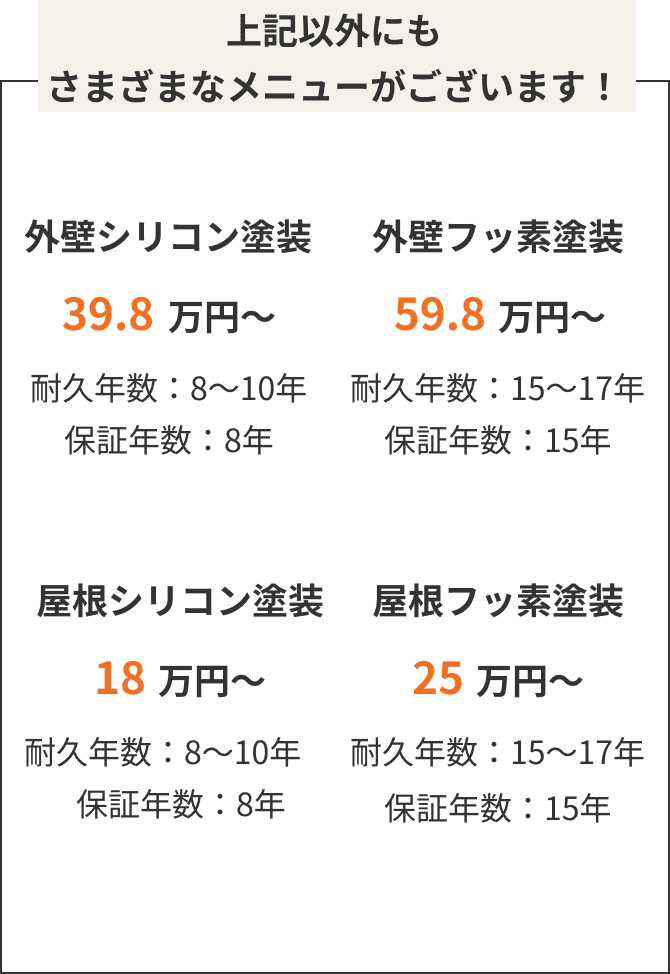 上記以外にも
さまざまなメニューがございます！
外壁シリコン塗装
39.8 万円〜
耐久年数：8〜10年
保証年数：8年
外壁フッ素塗装
59.8 万円〜
耐久年数：15〜17年
保証年数：15年
屋根シリコン塗装
18 万円〜
耐久年数：8〜10年
保証年数：8年
屋根フッ素塗装
25 万円〜
耐久年数：15〜17年
保証年数：15年